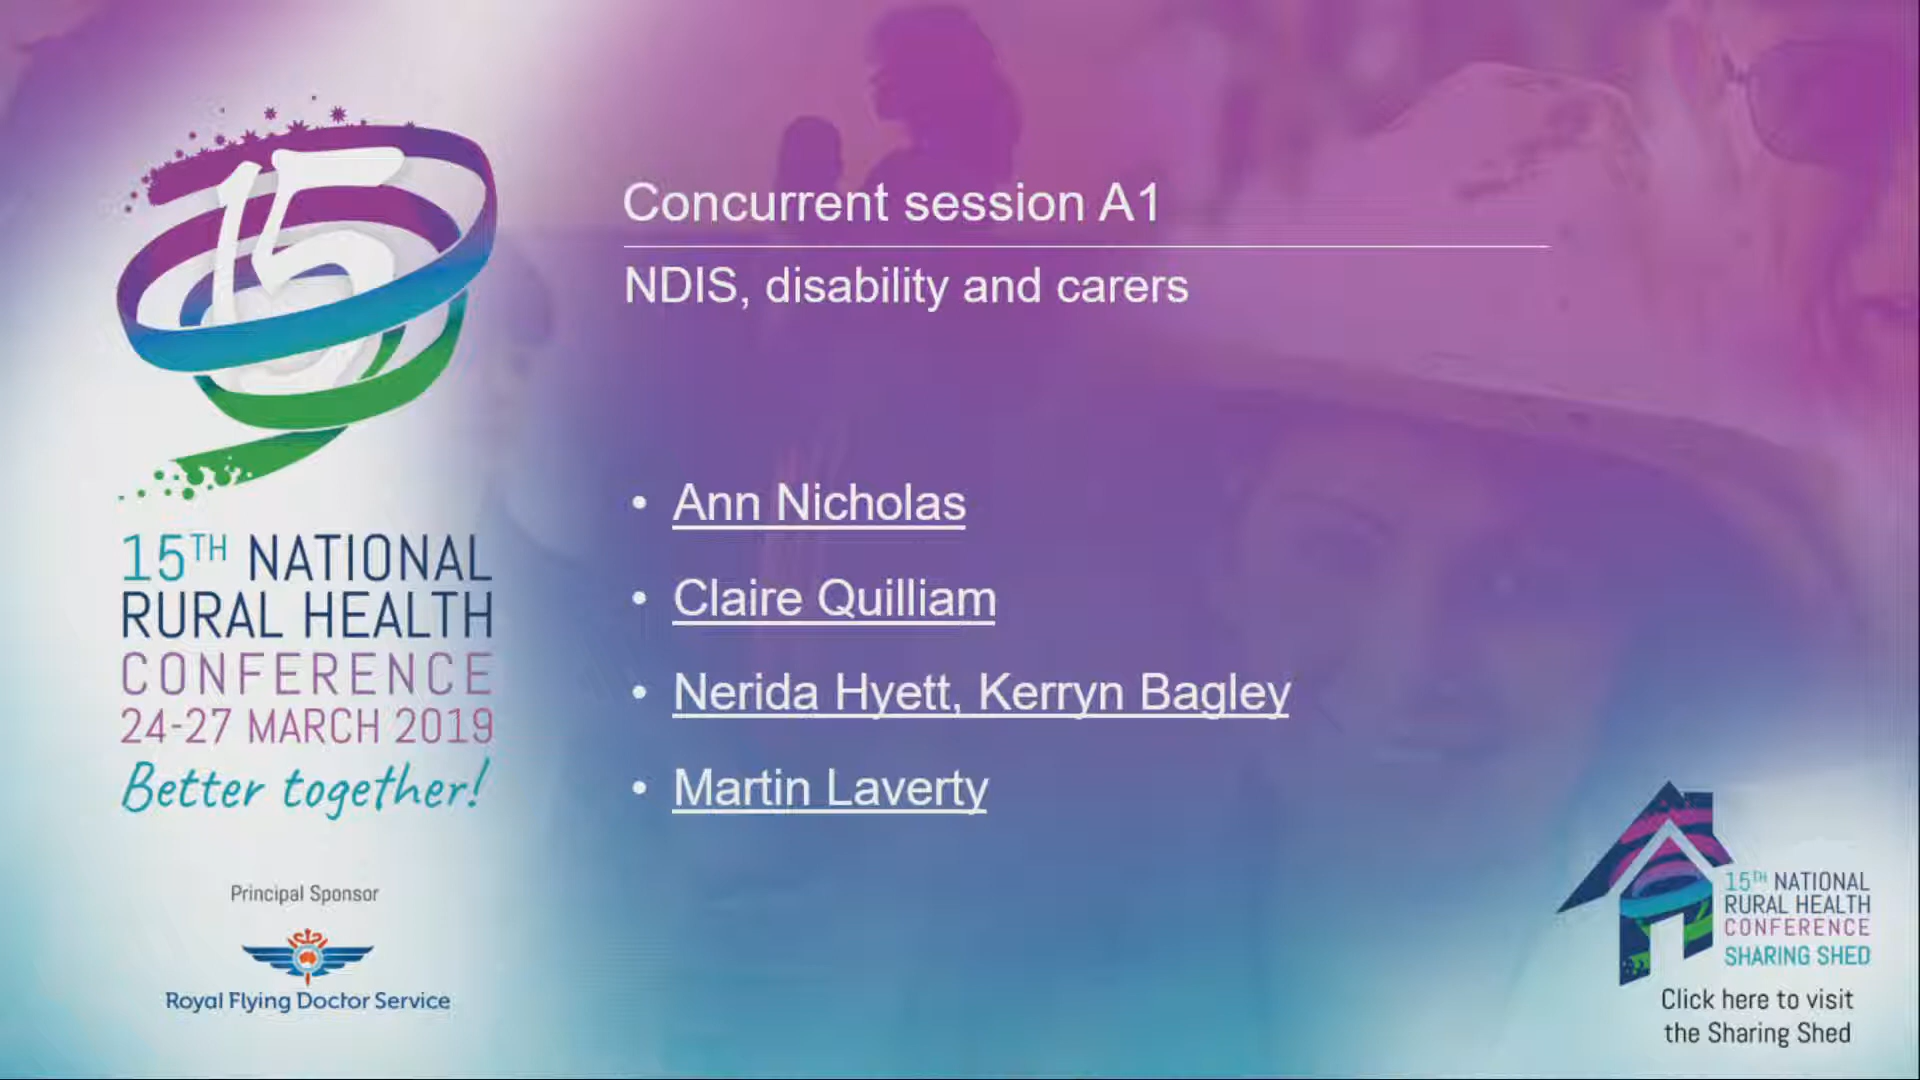 15
15TH NATIONAL
RURAL HEALTH
CONFERENCE
24-27 MARCH 2019
Better together!
Principal Sponsor
Royal Flying Doctor Service
Concurrent session A1
NDIS, disability and carers
• Ann Nicholas
• Claire Quilliam
• Nerida Hyett, Kerryn Bagley
• Martin Laverty
15TH NATIONAL
RURAL HEALTH
CONFERENCE
SHARING SHED
Click here to visit
the Sharing Shed